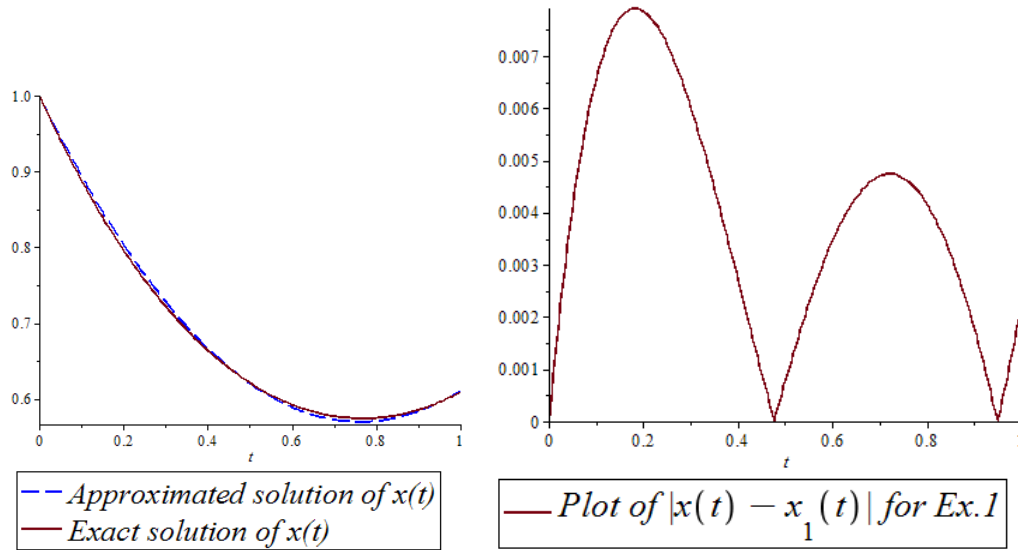 1.0
0.9
0.8
0.7
0.6
0 0.2 0.4 0.6 0.8 1
t
Approximated solution of x(t)
Exact solution of x(t)
0.007
0.006
0.005
0.004
0.003
0.002
0.001
0
0 0.2 0.4 0.6 0.8 1
t
Plot of |x(t) − x₁(t)| for Ex.1